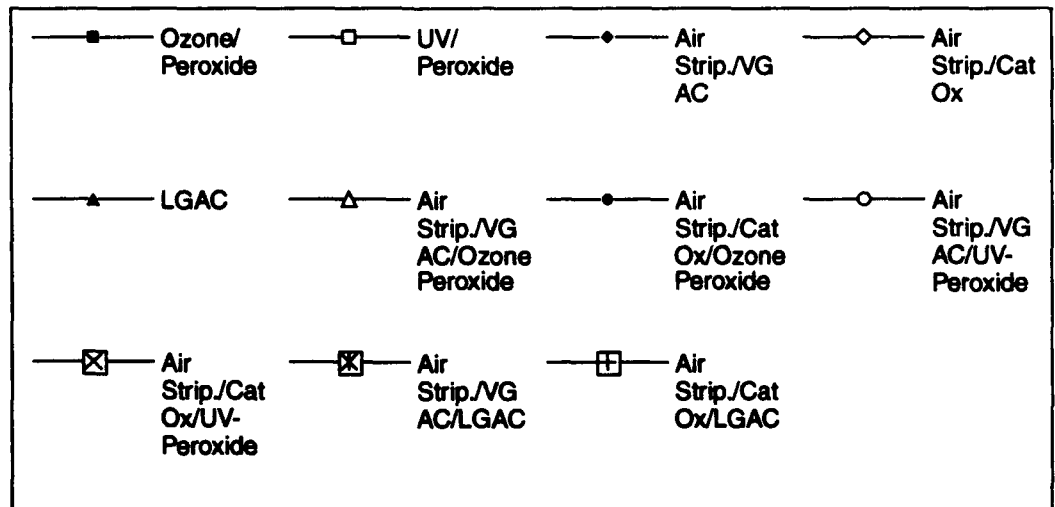 Ozone/
Peroxide
UV/
Peroxide
Air
Strip./VG
AC
Air
Strip./Cat
Ox
LGAC
Air
Strip./VG
AC/Ozone
Peroxide
Air
Strip./Cat
Ox/Ozone
Peroxide
Air
Strip./VG
AC/UV-
Peroxide
Air
Strip./Cat
Ox/UV-
Peroxide
Air
Strip./VG
AC/LGAC
Air
Strip./Cat
Ox/LGAC